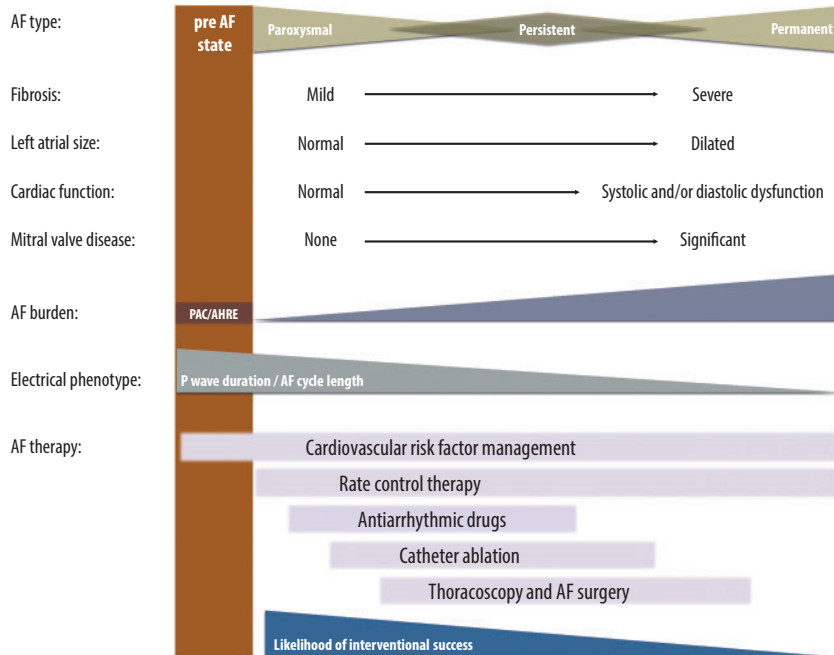 AF type:
pre AF
state
Paroxysmal
Persistent
Permanent
Fibrosis:
Mild
Severe
Left atrial size:
Normal
Dilated
Cardiac function:
Normal
Systolic and/or diastolic dysfunction
Mitral valve disease:
None
Significant
AF burden:
PAC/AHRE
Electrical phenotype:
P wave duration / AF cycle length
AF therapy:
Cardiovascular risk factor management
Rate control therapy
Antiarrhythmic drugs
Catheter ablation
Thoracoscopy and AF surgery
Likelihood of interventional success